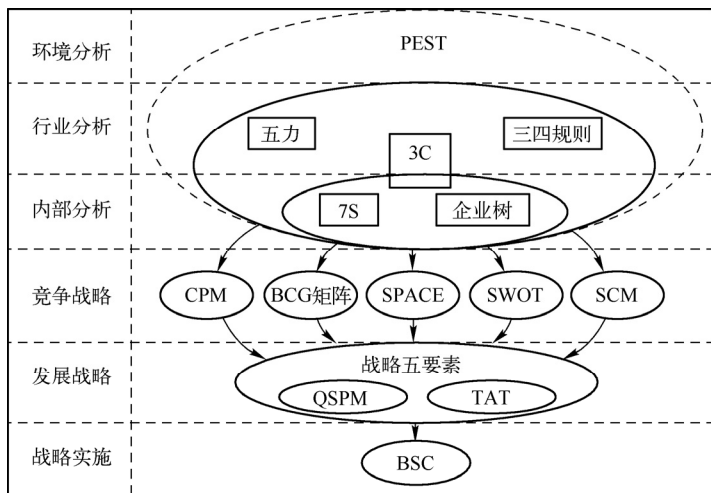 环境分析
PEST
行业分析
五力
3C
三四规则
内部分析
7S
企业树
竞争战略
CPM
BCG矩阵
SPACE
SWOT
SCM
发展战略
战略五要素
QSPM
TAT
战略实施
BSC